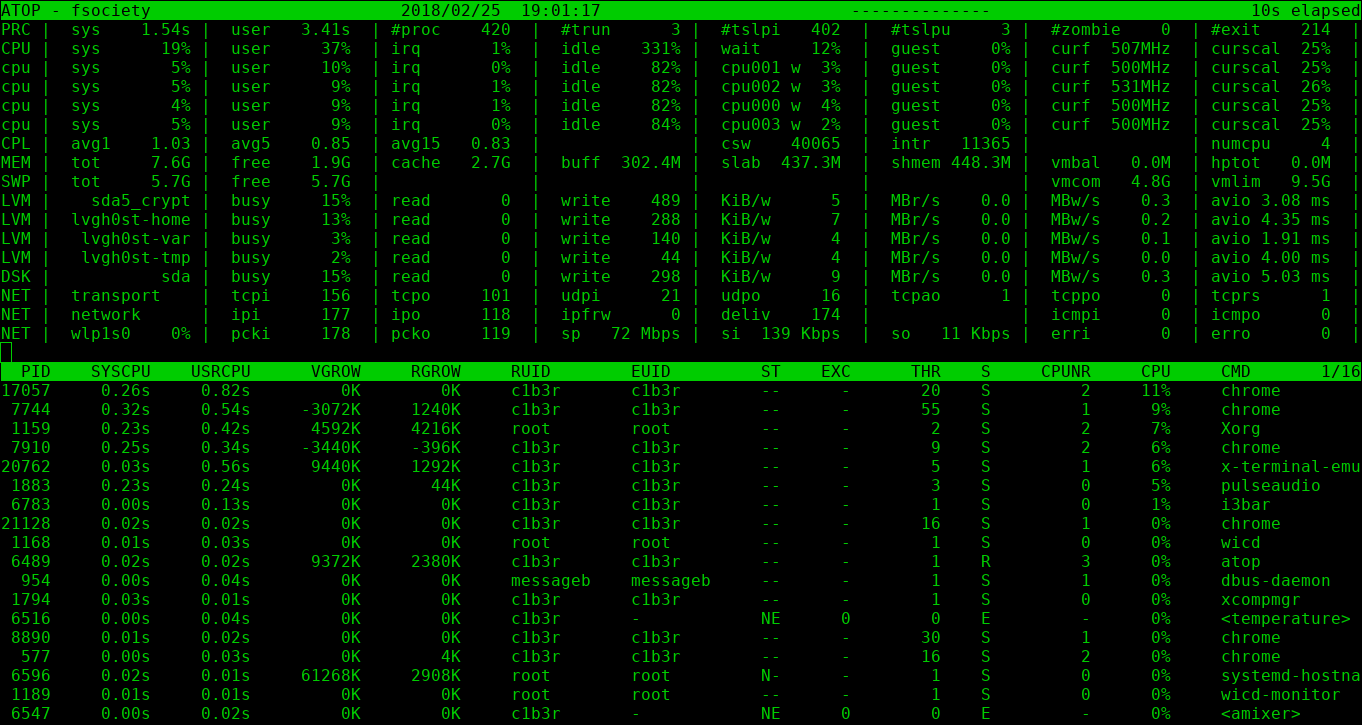 ATOP - fsociety 2018/02/25 19:01:17 -------------- 10s elapsed
PRC | sys 1.54s | user 3.41s | #proc 420 | #trun 3 | #tslpi 402 | #tslpu 3 | #zombie 0 | #exit 214 |
CPU | sys 19% | user 37% | irq 1% | idle 331% | wait 12% | guest 0% | curf 507MHz | curscal 25% |
cpu | sys 5% | user 10% | irq 0% | idle 82% | cpu001 w 3% | guest 0% | curf 500MHz | curscal 25% |
cpu | sys 5% | user 9% | irq 1% | idle 82% | cpu002 w 3% | guest 0% | curf 531MHz | curscal 26% |
cpu | sys 4% | user 9% | irq 1% | idle 82% | cpu000 w 4% | guest 0% | curf 500MHz | curscal 25% |
cpu | sys 5% | user 9% | irq 0% | idle 84% | cpu003 w 2% | guest 0% | curf 500MHz | curscal 25% |
CPL | avg1 1.03 | avg5 0.85 | avg15 0.83 | | csw 40065 | intr 11365 | | numcpu 4 |
MEM | tot 7.6G | free 1.9G | cache 2.7G | buff 302.4M | slab 437.3M | shmem 448.3M | vmbal 0.0M | hptot 0.0M |
SWP | tot 5.7G | free 5.7G | | | | | vmcom 4.8G | vmlim 9.5G |
LVM | sda5_crypt | busy 15% | read 0 | write 489 | KiB/w 5 | MBr/s 0.0 | MBw/s 0.3 | avio 3.08 ms |
LVM | lvgh0st-home | busy 13% | read 0 | write 288 | KiB/w 7 | MBr/s 0.0 | MBw/s 0.2 | avio 4.35 ms |
LVM | lvgh0st-var | busy 3% | read 0 | write 140 | KiB/w 4 | MBr/s 0.0 | MBw/s 0.1 | avio 1.91 ms |
LVM | lvgh0st-tmp | busy 2% | read 0 | write 44 | KiB/w 4 | MBr/s 0.0 | MBw/s 0.0 | avio 4.00 ms |
DSK | sda | busy 15% | read 0 | write 298 | KiB/w 9 | MBr/s 0.0 | MBw/s 0.3 | avio 5.03 ms |
NET | transport | tcpi 156 | tcpo 101 | udpi 21 | udpo 16 | tcpao 1 | tcppo 0 | tcprs 1 |
NET | network | ipi 177 | ipo 118 | ipfrw 0 | deliv 174 | | icmpi 0 | icmpo 0 |
NET | wlp1s0 0% | pcki 178 | pcko 119 | sp 72 Mbps | si 139 Kbps | so 11 Kbps | erri 0 | erro 0 |
PID SYSCPU USRCPU VGROW RGROW RUID EUID ST EXC THR S CPUNR CPU CMD 1/16
17057 0.26s 0.82s 0K 0K c1b3r c1b3r -- - 20 S 2 11% chrome
7744 0.32s 0.54s -3072K 1240K c1b3r c1b3r -- - 55 S 1 9% chrome
1159 0.23s 0.42s 4592K 4216K root root -- - 2 S 2 7% Xorg
7910 0.25s 0.34s -3440K -396K c1b3r c1b3r -- - 9 S 2 6% chrome
20762 0.03s 0.56s 9440K 1292K c1b3r c1b3r -- - 5 S 1 6% x-terminal-emu
1883 0.23s 0.24s 0K 44K c1b3r c1b3r -- - 3 S 0 5% pulseaudio
6783 0.00s 0.13s 0K 0K c1b3r c1b3r -- - 1 S 0 1% i3bar
21128 0.02s 0.02s 0K 0K c1b3r c1b3r -- - 16 S 1 0% chrome
1168 0.01s 0.03s 0K 0K root root -- - 1 S 0 0% wicd
6489 0.02s 0.02s 9372K 2380K c1b3r c1b3r -- - 1 R 3 0% atop
954 0.00s 0.04s 0K 0K messageb messageb -- - 1 S 1 0% dbus-daemon
1794 0.03s 0.01s 0K 0K c1b3r c1b3r -- - 1 S 0 0% xcompmgr
6516 0.00s 0.04s 0K 0K c1b3r - NE 0 0 E - 0% <temperature>
8890 0.01s 0.02s 0K 0K c1b3r c1b3r -- - 30 S 1 0% chrome
577 0.00s 0.03s 0K 4K c1b3r c1b3r -- - 16 S 2 0% chrome
6596 0.02s 0.01s 61268K 2908K root root N- - 1 S 0 0% systemd-hostna
1189 0.01s 0.01s 0K 0K root root -- - 1 S 0 0% wicd-monitor
6547 0.00s 0.02s 0K 0K c1b3r - NE 0 0 E - 0% <amixer>